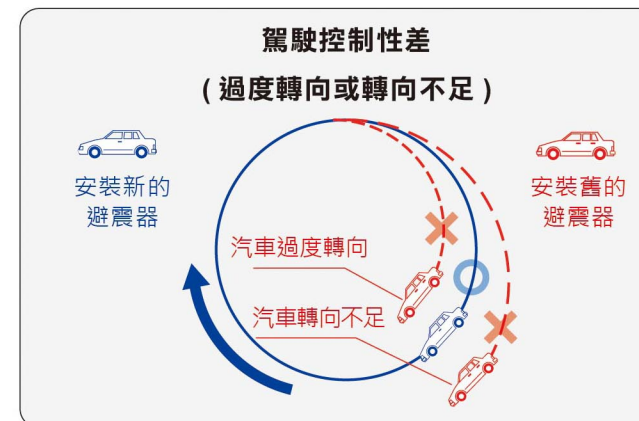 駕駛控制性差
(過度轉向或轉向不足)
安裝新的
避震器
安裝舊的
避震器
汽車過度轉向
汽車轉向不足